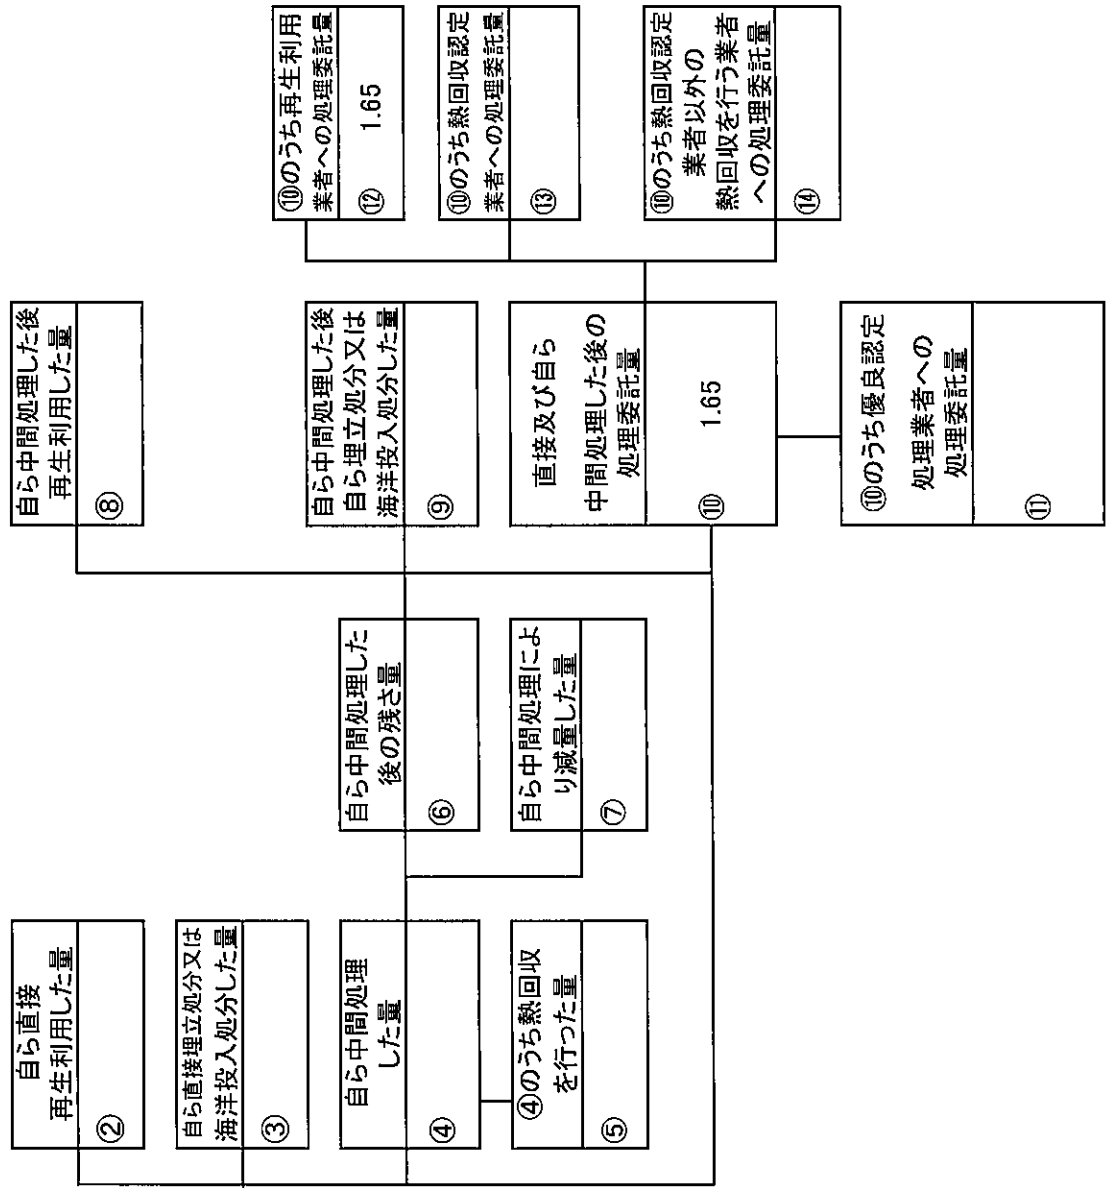 自ら直接
再生利用した量
②
自ら直接埋立処分又は
海洋投入処分した量
③
自ら中間処理
した量
④
④のうち熱回収
を行った量
⑤
自ら中間処理した
後の残さ量
⑥
自ら中間処理によ
り減量した量
⑦
自ら中間処理した後
再生利用した量
⑧
自ら中間処理した後
自ら埋立処分又は
海洋投入処分した量
⑨
直接及び自ら
中間処理した後の
処理委託量
⑩ 1.65
⑩のうち優良認定
処理業者への
処理委託量
⑪
⑩のうち再生利用
業者への処理委託量
⑫ 1.65
⑩のうち熱回収認定
業者への処理委託量
⑬
⑩のうち熱回収認定
業者以外の
熱回収を行う業者
への処理委託量
⑭